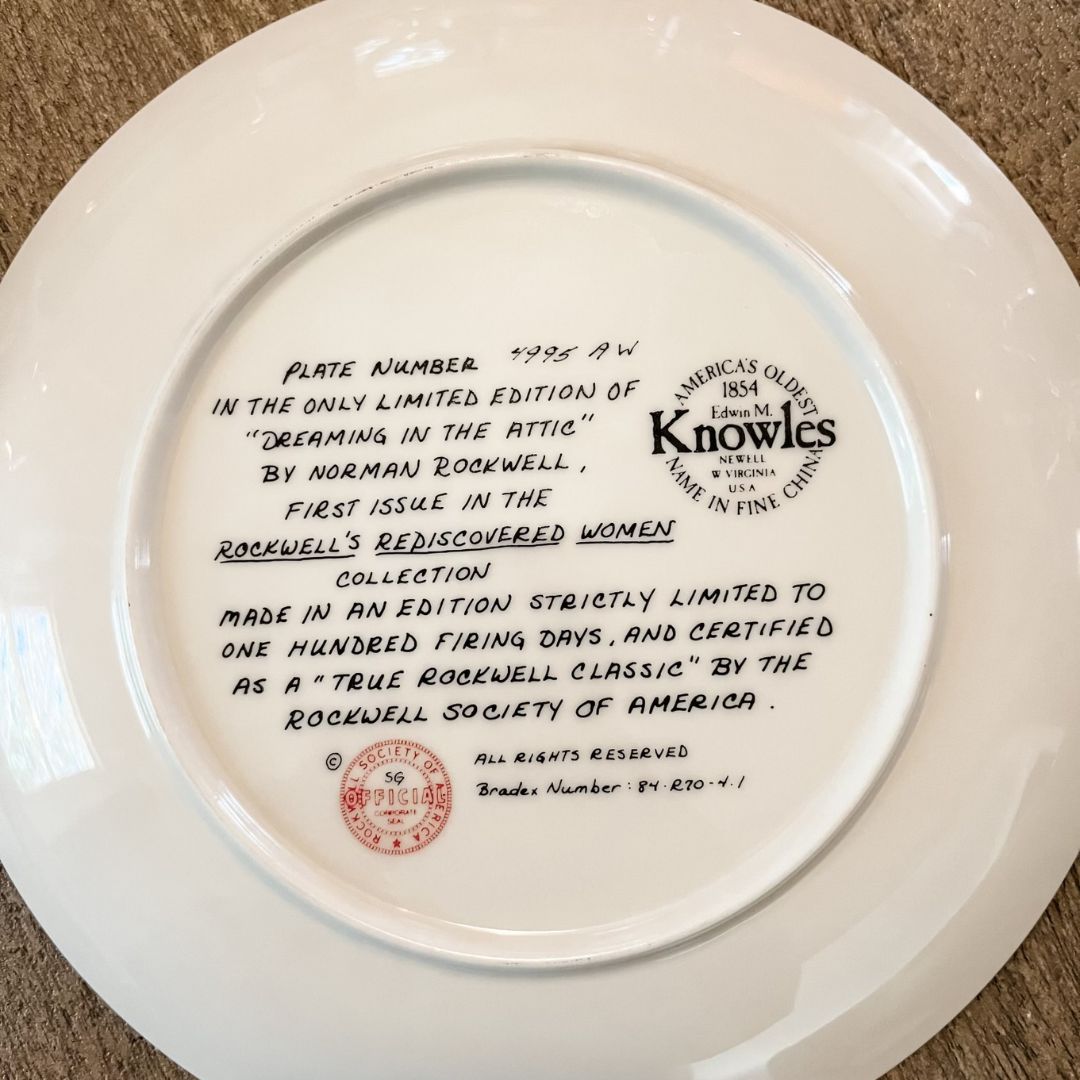 PLATE NUMBER 4995 AW
IN THE ONLY LIMITED EDITION OF
"DREAMING IN THE ATTIC"
BY NORMAN ROCKWELL,
FIRST ISSUE IN THE
ROCKWELL'S REDISCOVERED WOMEN
COLLECTION
MADE IN AN EDITION STRICTLY LIMITED TO
ONE HUNDRED FIRING DAYS, AND CERTIFIED
AS A "TRUE ROCKWELL CLASSIC" BY THE
ROCKWELL SOCIETY OF AMERICA.
AMERICA'S OLDEST
1854
Edwin M.
Knowles
NEWELL
W VIRGINIA
USA
NAME IN FINE CHINA
©
ROCKWELL SOCIETY OF AMERICA
SG
OFFICIAL
CORPORATE
SEAL
ALL RIGHTS RESERVED
Bradex Number: 84-R70-4.1